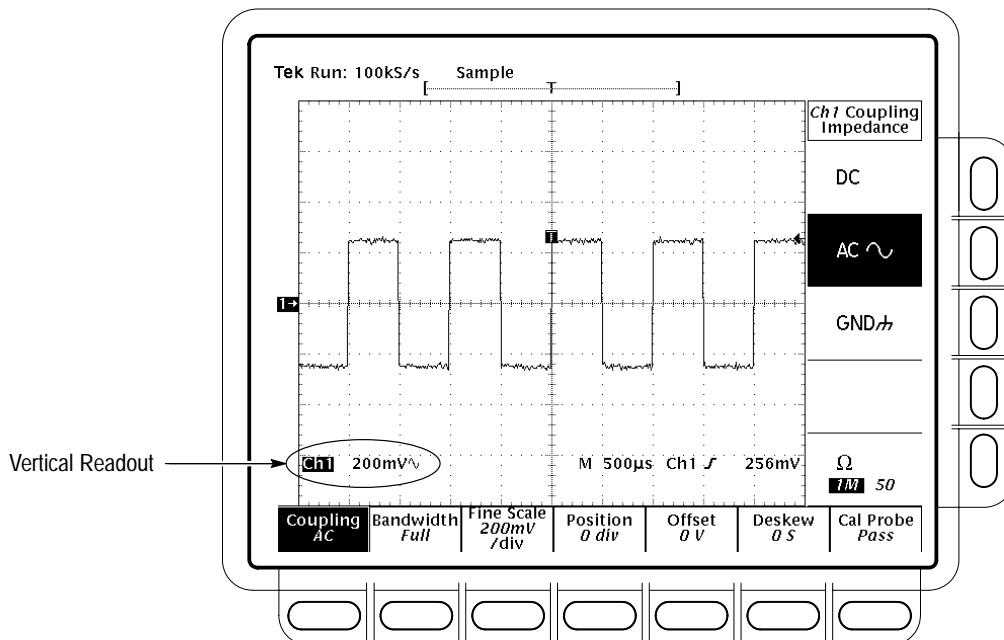 Tek Run: 100kS/s Sample
[ T ]
Ch1 Coupling
Impedance
DC
T
AC
1
GND
Vertical Readout
Ch1 200mV
M 500µs Ch1 256mV
Ω
1M 50
Coupling
AC
Bandwidth
Full
Fine Scale
200mV
/div
Position
0 div
Offset
0 V
Deskew
0 S
Cal Probe
Pass